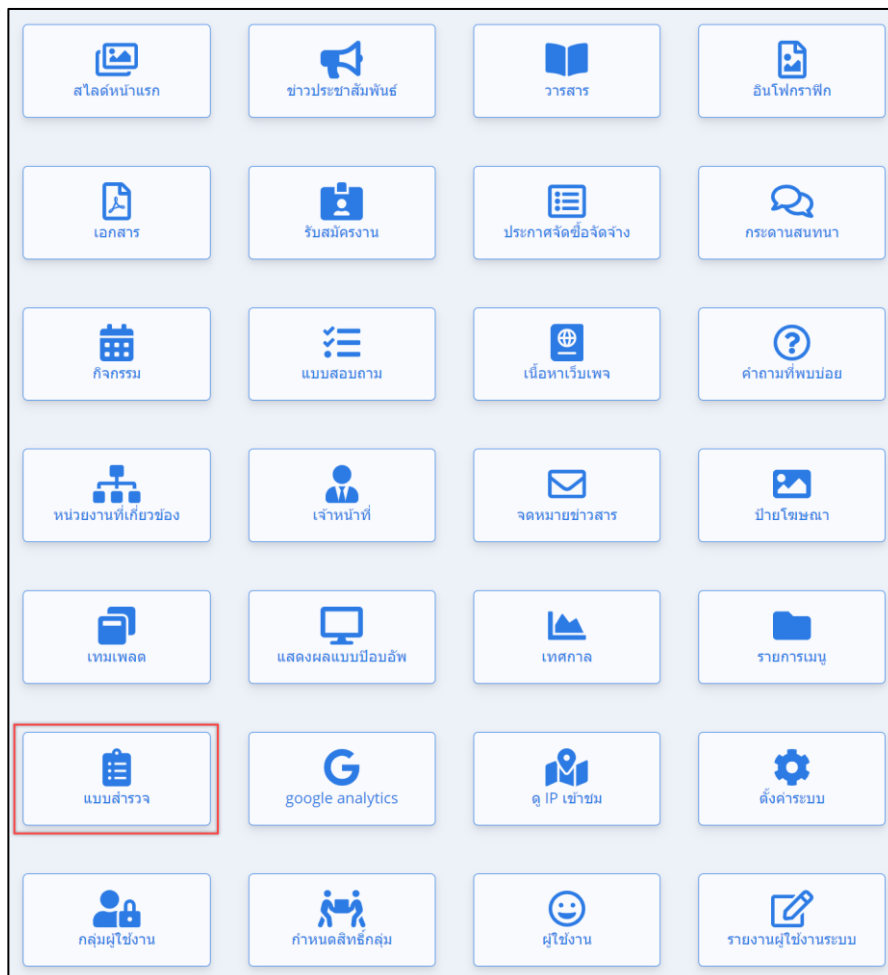 สไลด์หน้าแรก
ข่าวประชาสัมพันธ์
วารสาร
อินโฟกราฟิก
เอกสาร
รับสมัครงาน
ประกาศจัดซื้อจัดจ้าง
กระดานสนทนา
กิจกรรม
แบบสอบถาม
เนื้อหาเว็บเพจ
คำถามที่พบบ่อย
หน่วยงานที่เกี่ยวข้อง
เจ้าหน้าที่
จดหมายข่าวสาร
ป้ายโฆษณา
เทมเพลต
แสดงผลแบบป๊อบอัพ
เทศกาล
รายการเมนู
แบบสำรวจ
google analytics
ดู IP เข้าชม
ตั้งค่าระบบ
กลุ่มผู้ใช้งาน
กำหนดสิทธิ์กลุ่ม
ผู้ใช้งาน
รายงานผู้ใช้งานระบบ